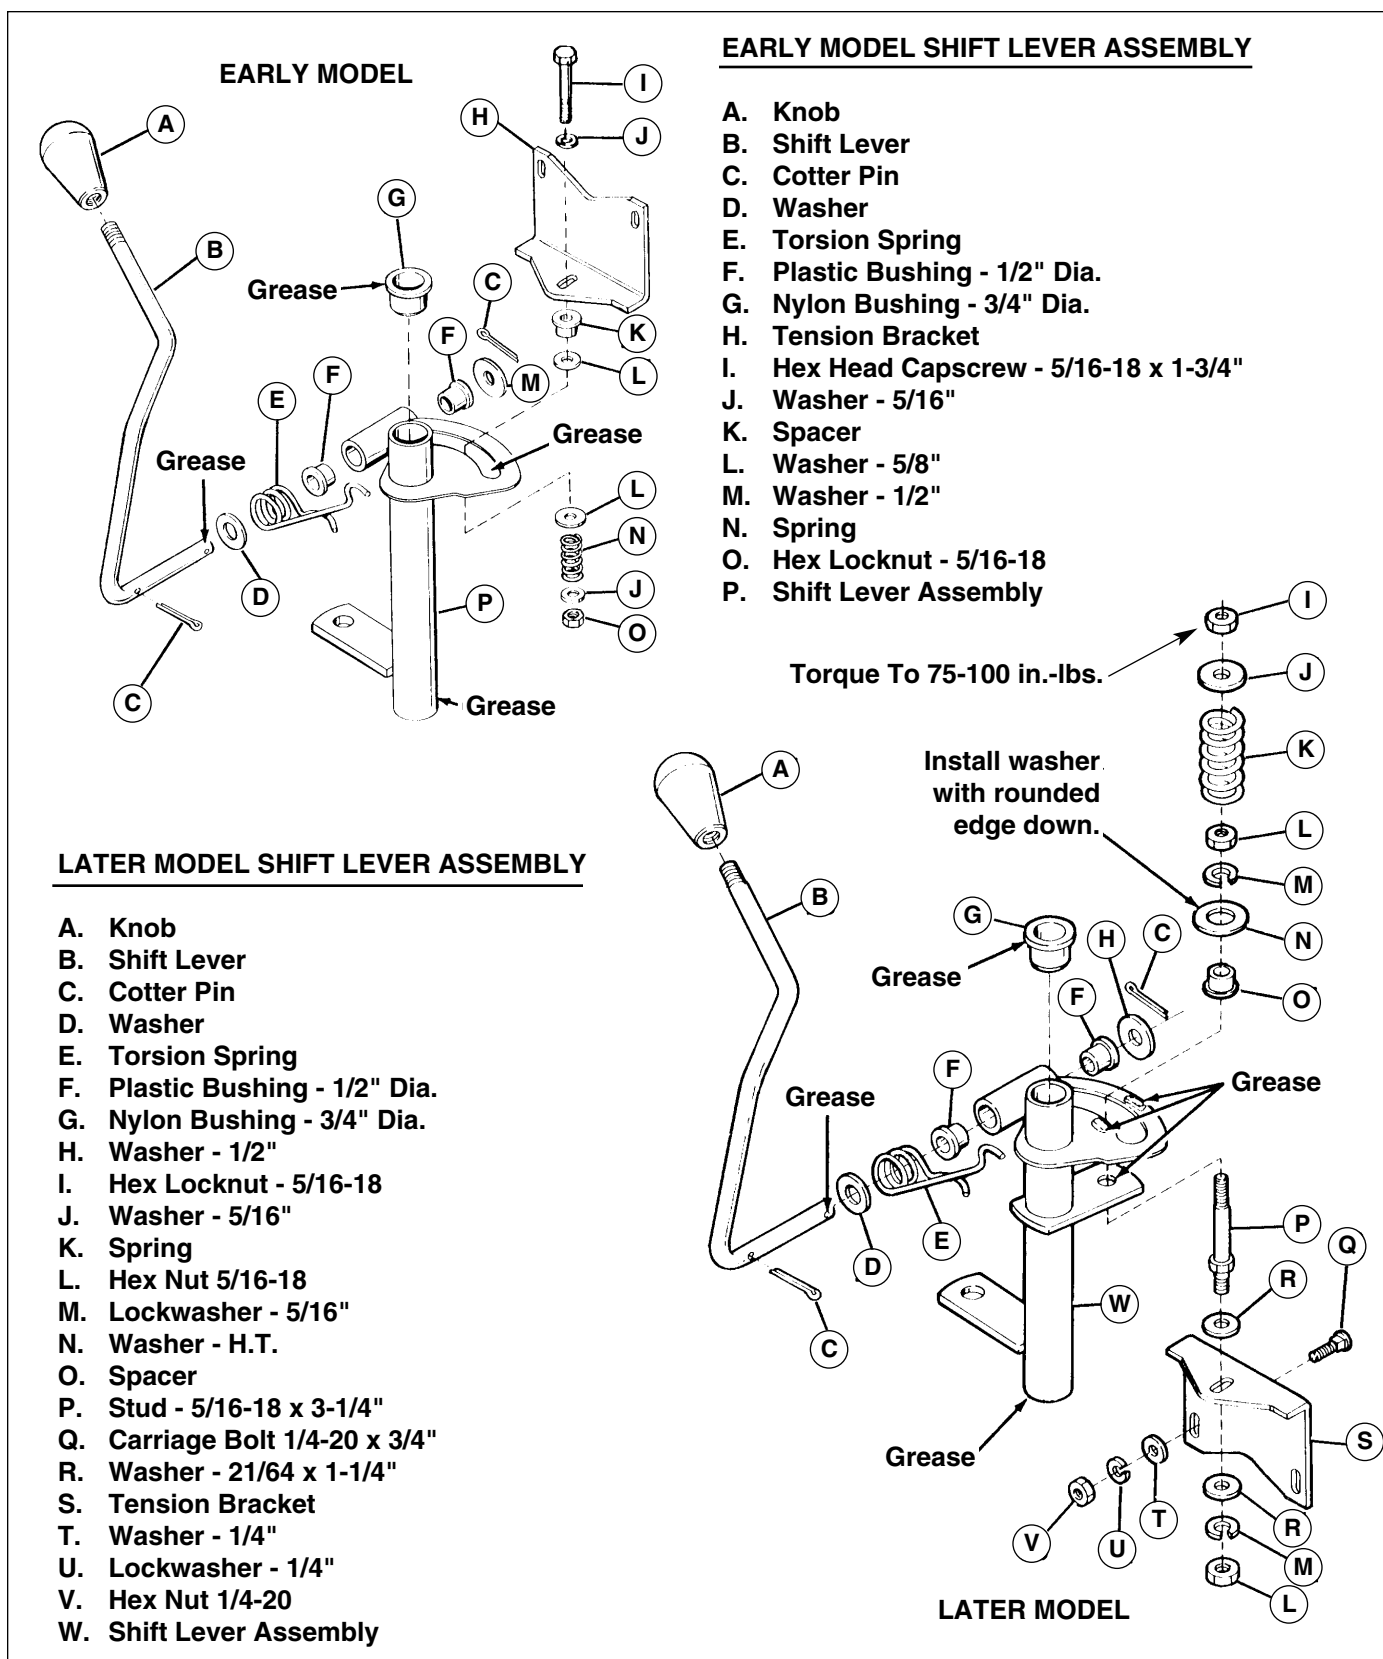 EARLY MODEL
I
H
J
A
G
B
Grease
C
F
K
F
M
L
E
Grease
Grease
L
N
D
P
J
O
C
Grease
EARLY MODEL SHIFT LEVER ASSEMBLY
A. Knob
B. Shift Lever
C. Cotter Pin
D. Washer
E. Torsion Spring
F. Plastic Bushing - 1/2" Dia.
G. Nylon Bushing - 3/4" Dia.
H. Tension Bracket
I. Hex Head Capscrew - 5/16-18 x 1-3/4"
J. Washer - 5/16"
K. Spacer
L. Washer - 5/8"
M. Washer - 1/2"
N. Spring
O. Hex Locknut - 5/16-18
P. Shift Lever Assembly
LATER MODEL SHIFT LEVER ASSEMBLY
A. Knob
B. Shift Lever
C. Cotter Pin
D. Washer
E. Torsion Spring
F. Plastic Bushing - 1/2" Dia.
G. Nylon Bushing - 3/4" Dia.
H. Washer - 1/2"
I. Hex Locknut - 5/16-18
J. Washer - 5/16"
K. Spring
L. Hex Nut 5/16-18
M. Lockwasher - 5/16"
N. Washer - H.T.
O. Spacer
P. Stud - 5/16-18 x 3-1/4"
Q. Carriage Bolt 1/4-20 x 3/4"
R. Washer - 21/64 x 1-1/4"
S. Tension Bracket
T. Washer - 1/4"
U. Lockwasher - 1/4"
V. Hex Nut 1/4-20
W. Shift Lever Assembly
I
Torque To 75-100 in.-lbs.
J
K
A
Install washer
with rounded
edge down.
L
M
B
G
H
C
N
Grease
F
O
F
Grease
Grease
P
Q
E
D
R
W
C
S
Grease
T
R
V
U
M
L
LATER MODEL